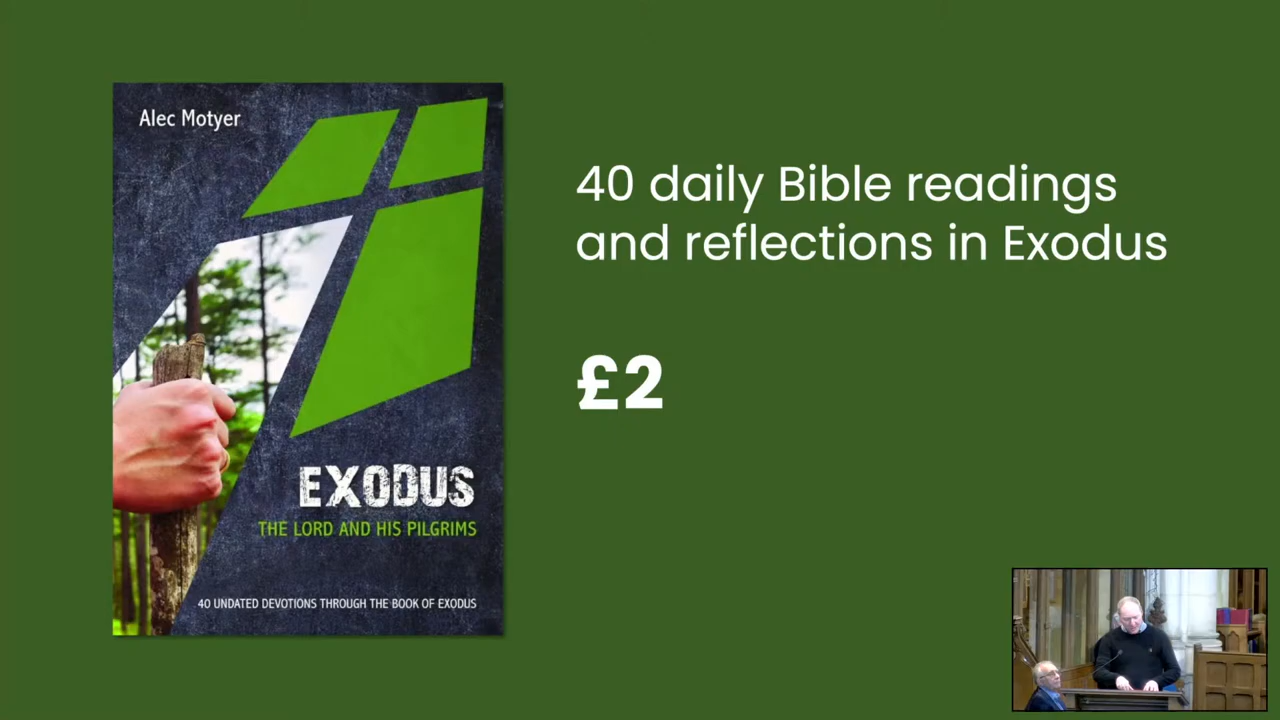 Alec Motyer
EXODUS
THE LORD AND HIS PILGRIMS
40 UNDATED DEVOTIONS THROUGH THE BOOK OF EXODUS
40 daily Bible readings
and reflections in Exodus
£2